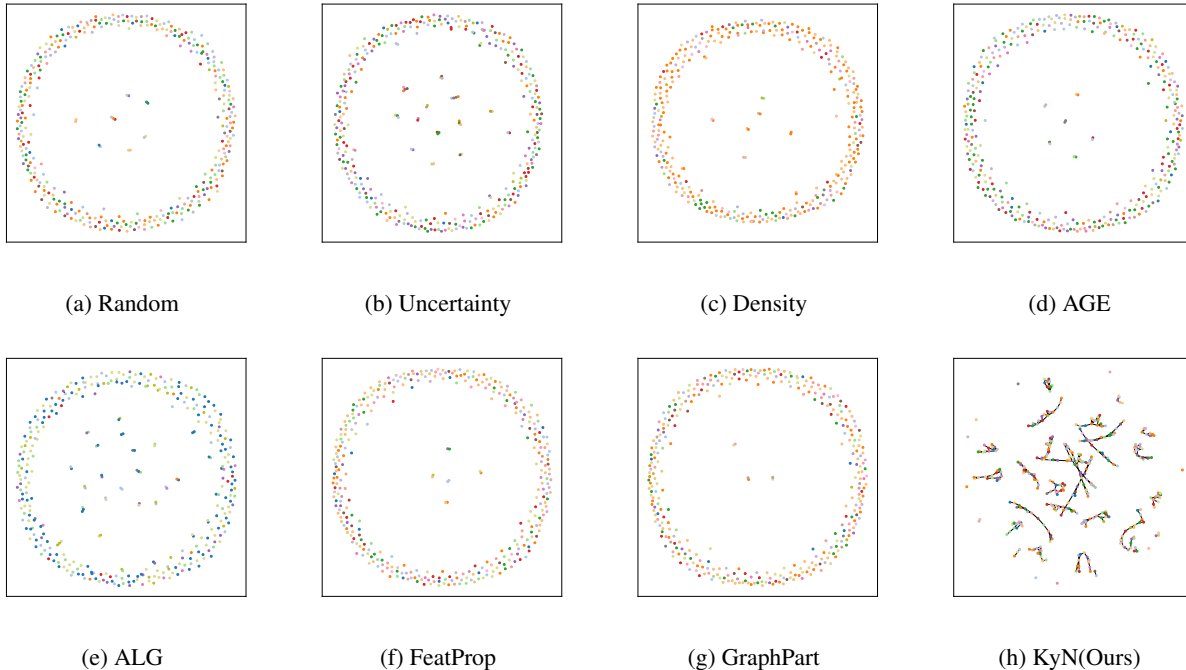 (a) Random
(b) Uncertainty
(c) Density
(d) AGE
(e) ALG
(f) FeatProp
(g) GraphPart
(h) KyN(Ours)